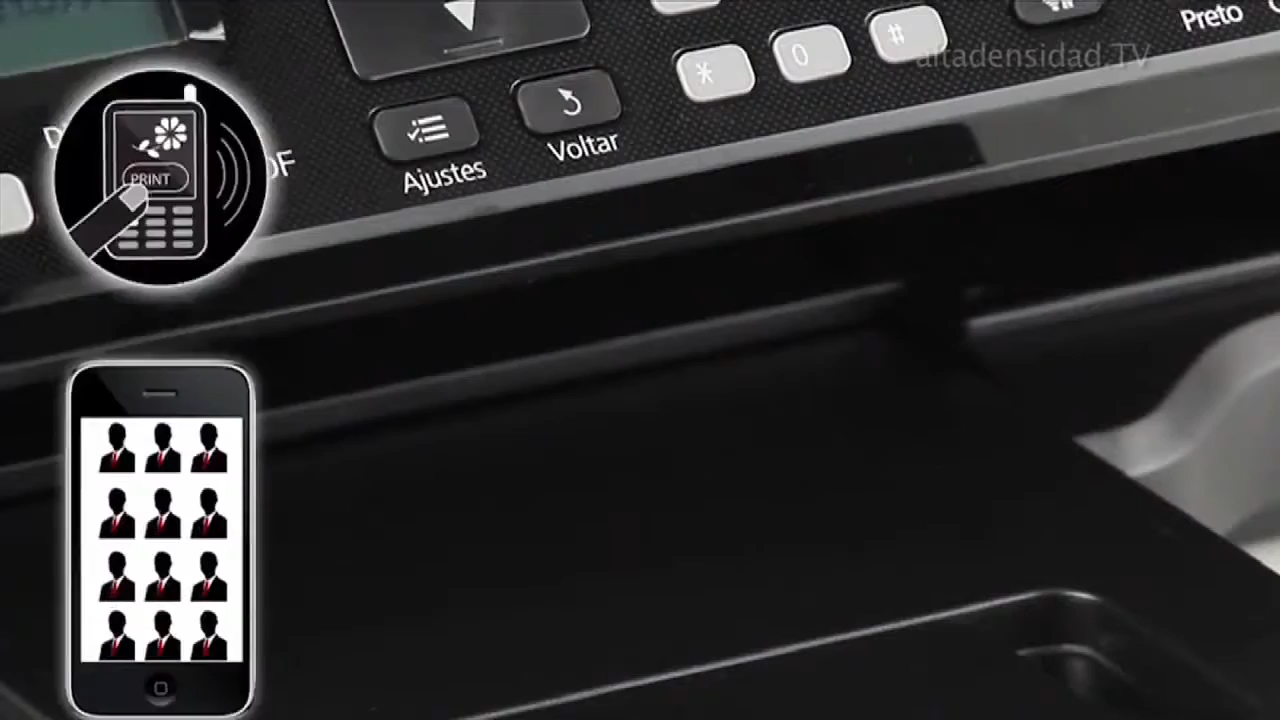 altadensidad.TV
Preto
*
0
#
Ajustes
Voltar
PRINT